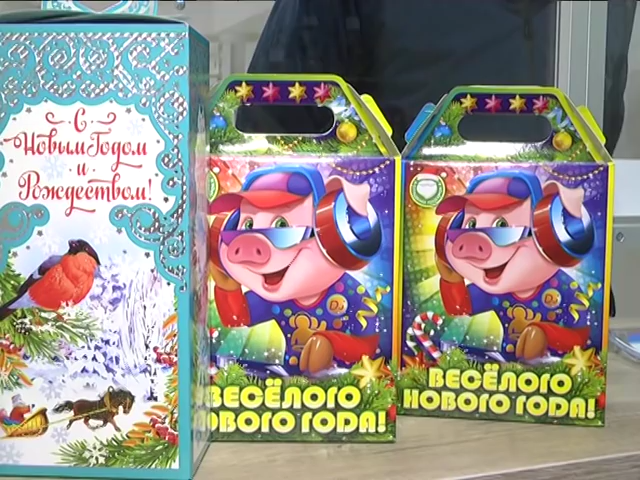 С
Новым Годом
и
Рождеством!
ВЕСЁЛОГО
НОВОГО ГОДА!
ВЕСЁЛОГО
НОВОГО ГОДА!